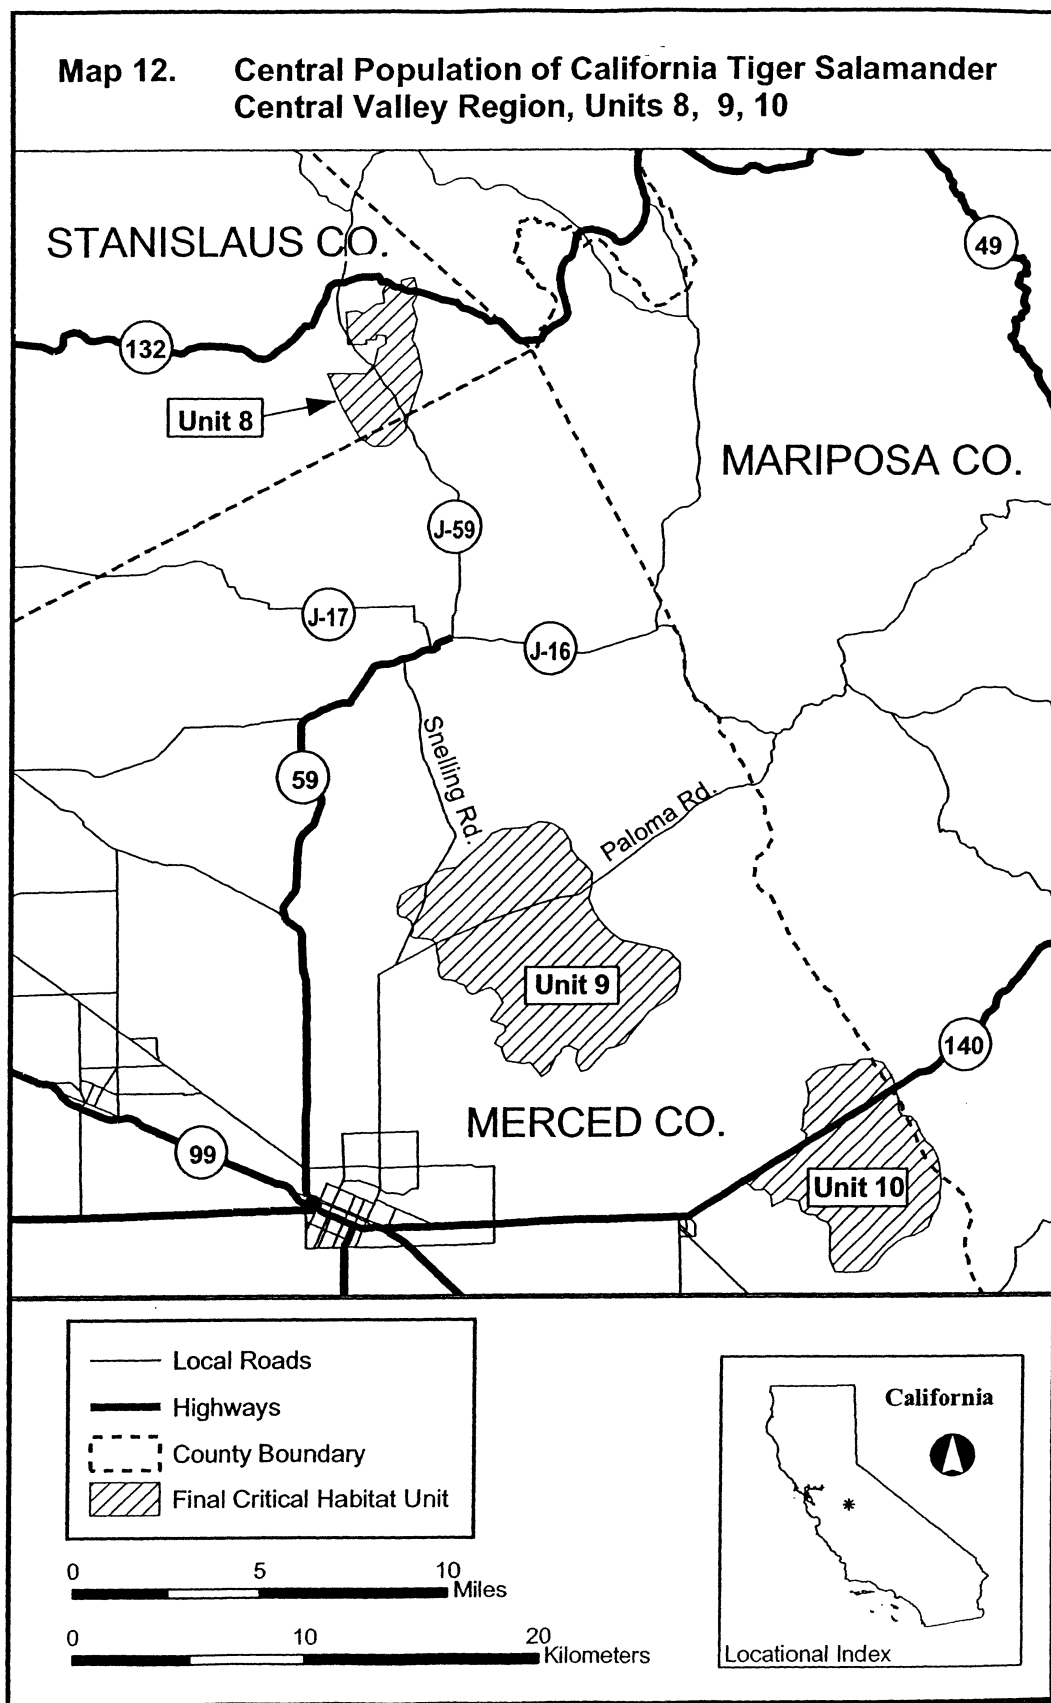 Map 12. Central Population of California Tiger Salamander
Central Valley Region, Units 8, 9, 10
STANISLAUS CO.
49
132
Unit 8
MARIPOSA CO.
J-59
J-17
J-16
Snelling Rd.
59
Paloma Rd.
Unit 9
140
MERCED CO.
99
Unit 10
Local Roads
Highways
County Boundary
Final Critical Habitat Unit
0 5 10
Miles
0 10 20
Kilometers
California
Locational Index